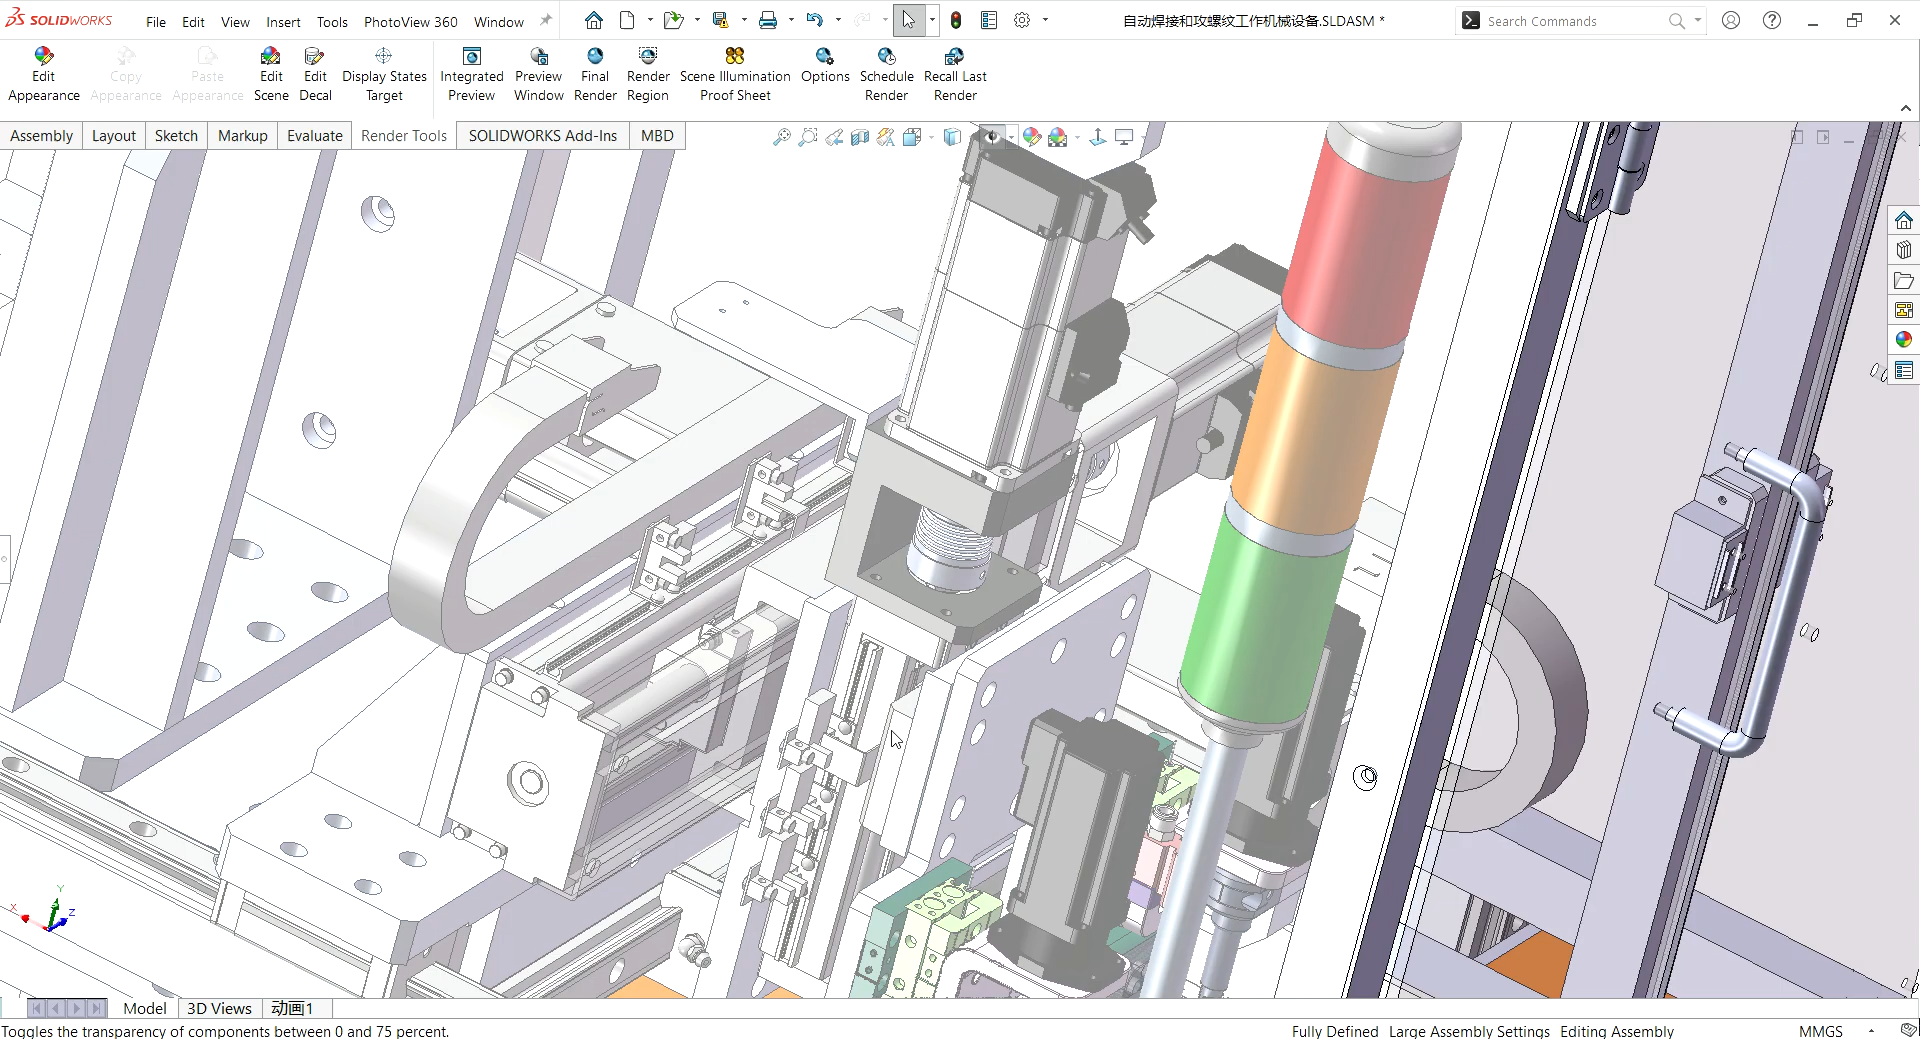 SOLIDWORKS File Edit View Insert Tools PhotoView 360 Window
自动焊接和攻螺纹工作机械设备.SLDASM *
Search Commands
Edit Appearance
Copy Appearance
Paste Appearance
Edit Scene
Edit Decal
Display States Target
Integrated Preview
Preview Window
Final Render
Render Region
Scene Illumination Proof Sheet
Options
Schedule Render
Recall Last Render
Assembly Layout Sketch Markup Evaluate Render Tools SOLIDWORKS Add-Ins MBD
Y
X
Z
Model 3D Views 动画1
Toggles the transparency of components between 0 and 75 percent.
Fully Defined Large Assembly Settings Editing Assembly MMGS